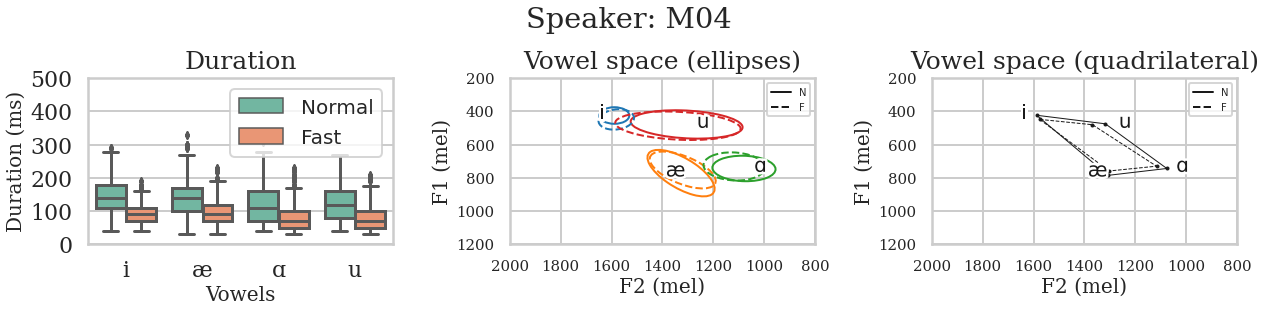 Speaker: M04
Duration
500
400
300
200
100
0
Duration (ms)
Normal
Fast
i æ ɑ u
Vowels
Vowel space (ellipses)
200
400
600
800
1000
1200
F1 (mel)
N
F
i
u
æ
ɑ
2000 1800 1600 1400 1200 1000 800
F2 (mel)
Vowel space (quadrilateral)
200
400
600
800
1000
1200
F1 (mel)
N
F
i
u
æ
ɑ
2000 1800 1600 1400 1200 1000 800
F2 (mel)